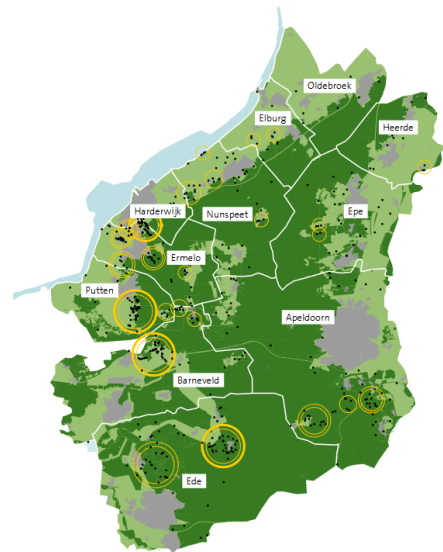 Oldebroek
Elburg
Heerde
Harderwijk
Nunspeet
Epe
Ermelo
Putten
Apeldoorn
Barneveld
Ede